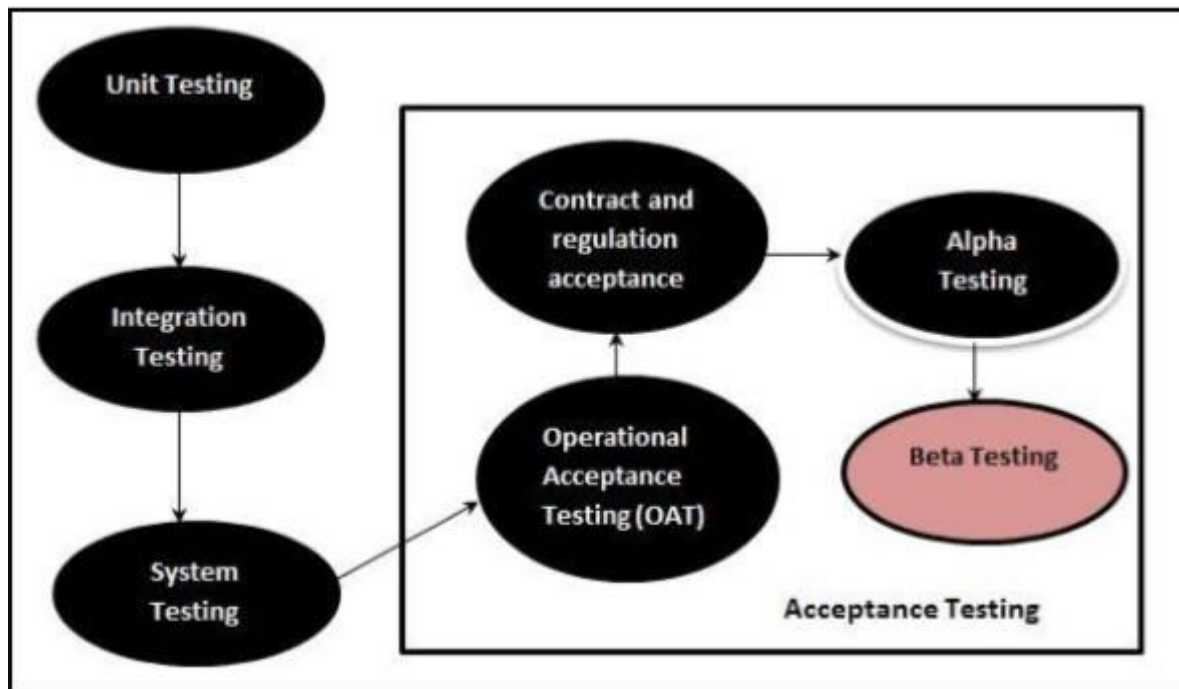 Unit Testing
Integration
Testing
System
Testing
Operational
Acceptance
Testing (OAT)
Contract and
regulation
acceptance
Alpha
Testing
Beta Testing
Acceptance Testing